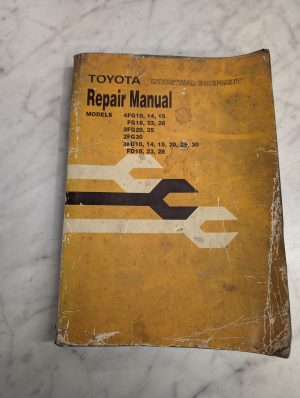 TOYOTA INDUSTRIAL EQUIPMENT
Repair Manual
MODELS 4FG10, 14, 15
FG18, 23, 28
3FG20, 25
2FG30
3FD10, 14, 15, 20, 25, 30
FD18, 23, 28